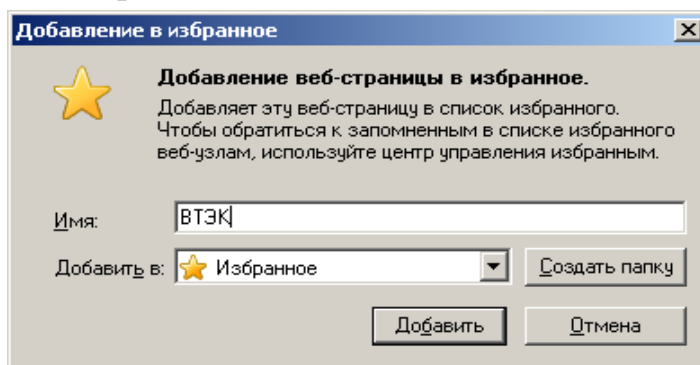 Добавление в избранное
Добавление веб-страницы в избранное.
Добавляет эту веб-страницу в список избранного.
Чтобы обратиться к запомненным в списке избранного
веб-узлам, используйте центр управления избранным.
Имя: ВТЭК
Добавить в: Избранное Создать папку
Добавить Отмена